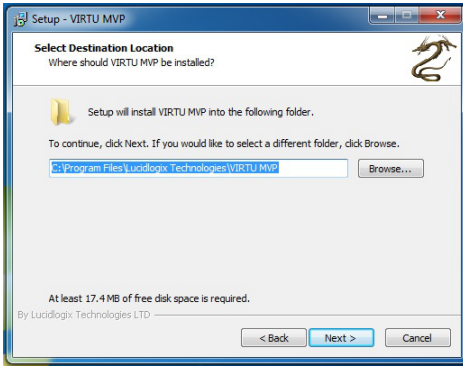 Setup - VIRTU MVP
Select Destination Location
Where should VIRTU MVP be installed?
Setup will install VIRTU MVP into the following folder.
To continue, click Next. If you would like to select a different folder, click Browse.
C:\Program Files\Lucidlogix Technologies\VIRTU MVP
Browse...
At least 17.4 MB of free disk space is required.
By Lucidlogix Technologies LTD
< Back
Next >
Cancel